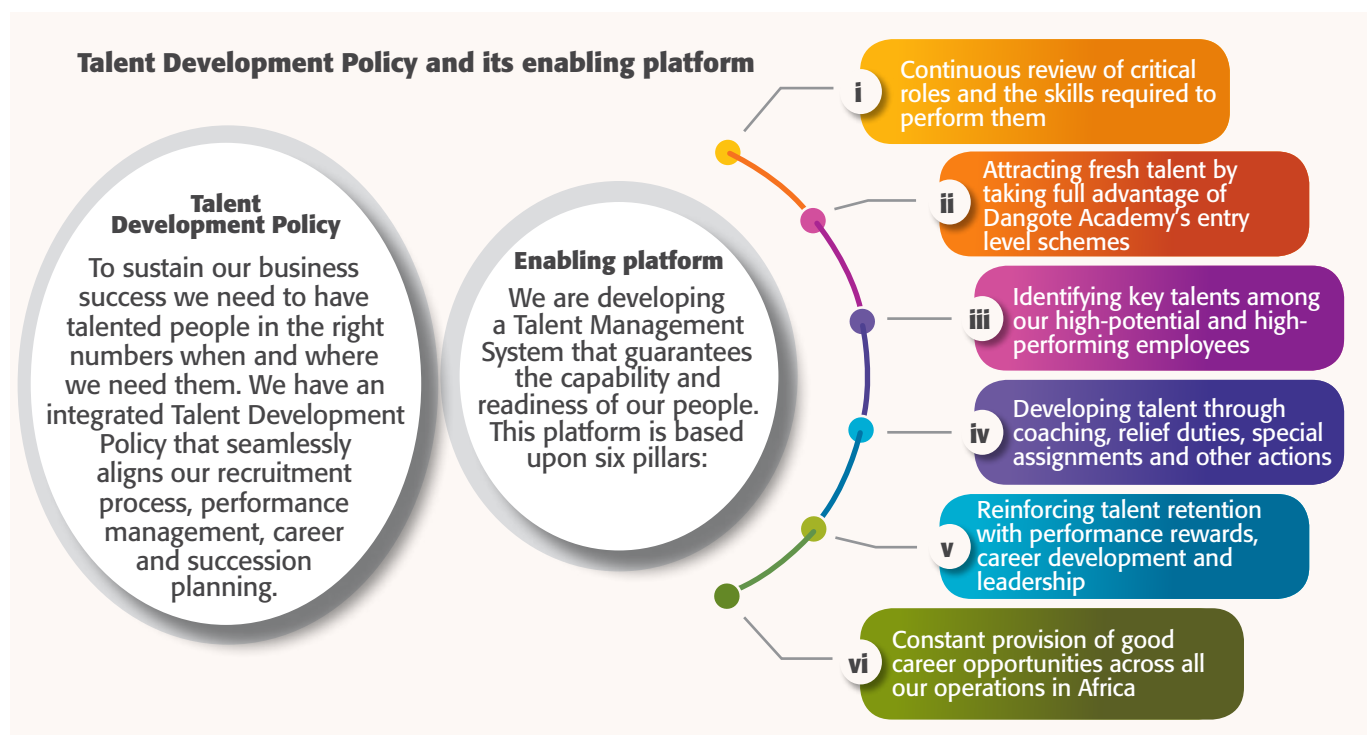 Talent Development Policy and its enabling platform
Talent
Development Policy
To sustain our business
success we need to have
talented people in the right
numbers when and where
we need them. We have an
integrated Talent Development
Policy that seamlessly
aligns our recruitment
process, performance
management, career
and succession
planning.
Enabling platform
We are developing
a Talent Management
System that guarantees
the capability and
readiness of our people.
This platform is based
upon six pillars:
i
Continuous review of critical
roles and the skills required to
perform them
ii
Attracting fresh talent by
taking full advantage of
Dangote Academy's entry
level schemes
iii
Identifying key talents among
our high-potential and high-
performing employees
iv
Developing talent through
coaching, relief duties, special
assignments and other actions
v
Reinforcing talent retention
with performance rewards,
career development and
leadership
vi
Constant provision of good
career opportunities across all
our operations in Africa